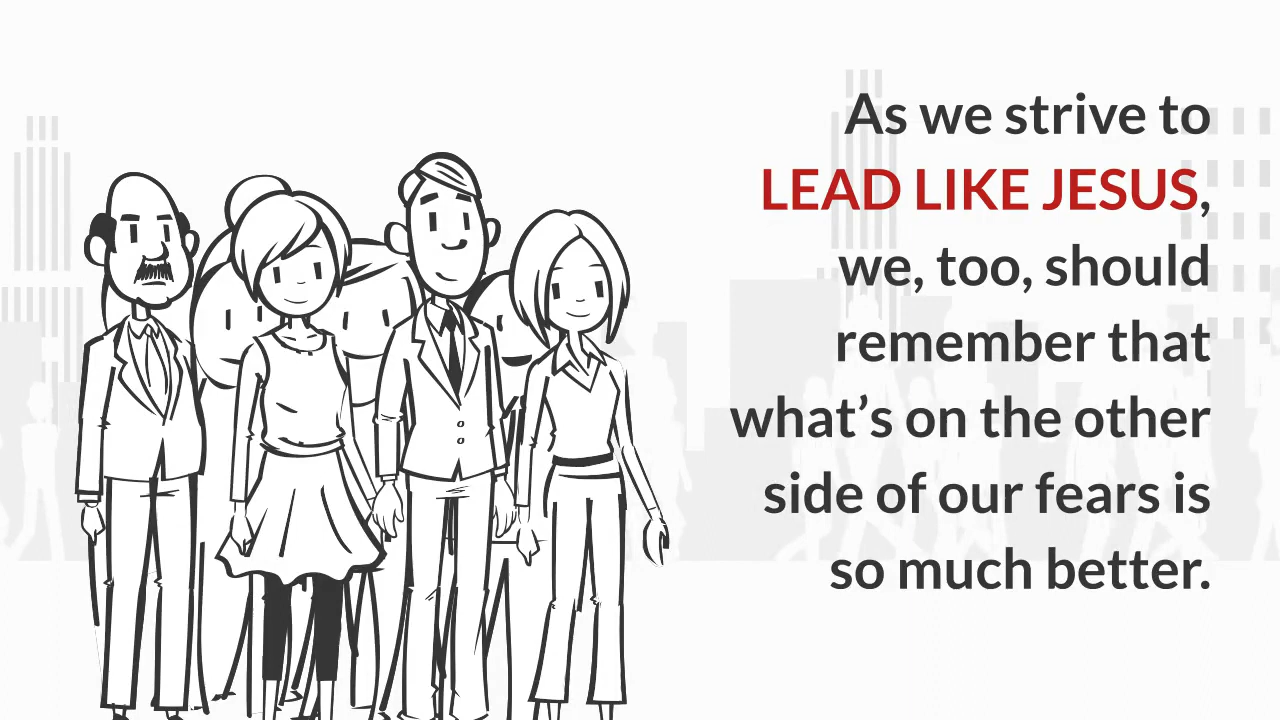 As we strive to
LEAD LIKE JESUS,
we, too, should
remember that
what’s on the other
side of our fears is
so much better.